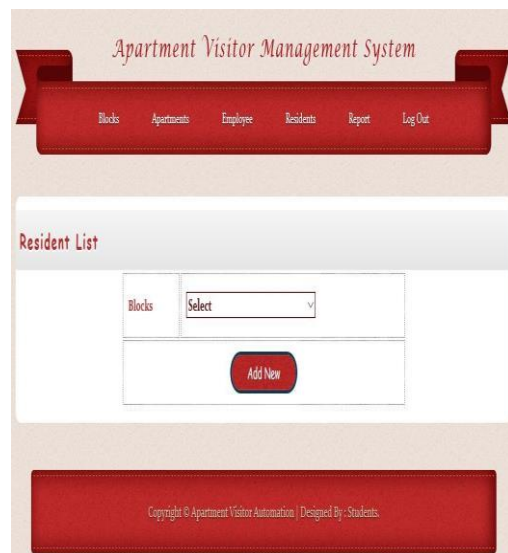 Apartment Visitor Management System
Blocks Apartments Employee Residents Report Log Out
Resident List
Blocks Select
Add New
Copyright © Apartment Visitor Automation | Designed By : Students.